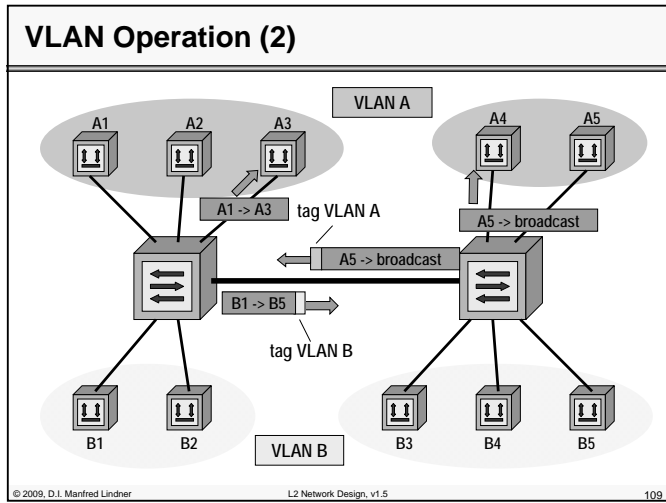 VLAN Operation (2)
VLAN A
A1
A2
A3
A4
A5
A1 -> A3
tag VLAN A
A5 -> broadcast
A5 -> broadcast
B1 -> B5
tag VLAN B
B1
B2
B3
B4
B5
VLAN B
© 2009, D.I. Manfred Lindner
L2 Network Design, v1.5
109